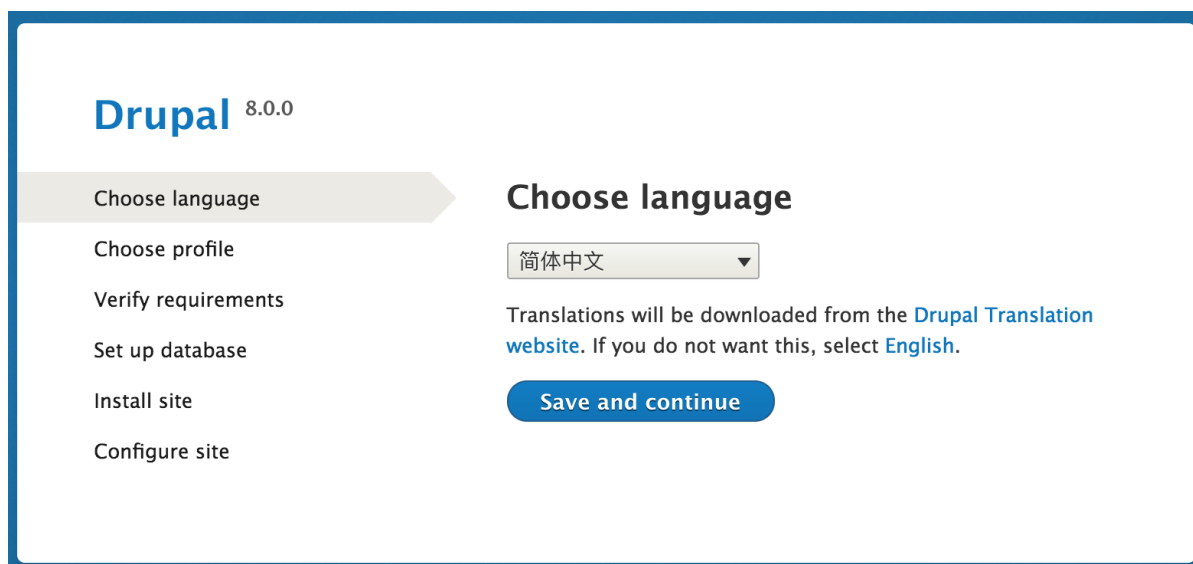 Drupal 8.0.0
Choose language
Choose profile
Verify requirements
Set up database
Install site
Configure site
Choose language
简体中文
Translations will be downloaded from the Drupal Translation
website. If you do not want this, select English.
Save and continue